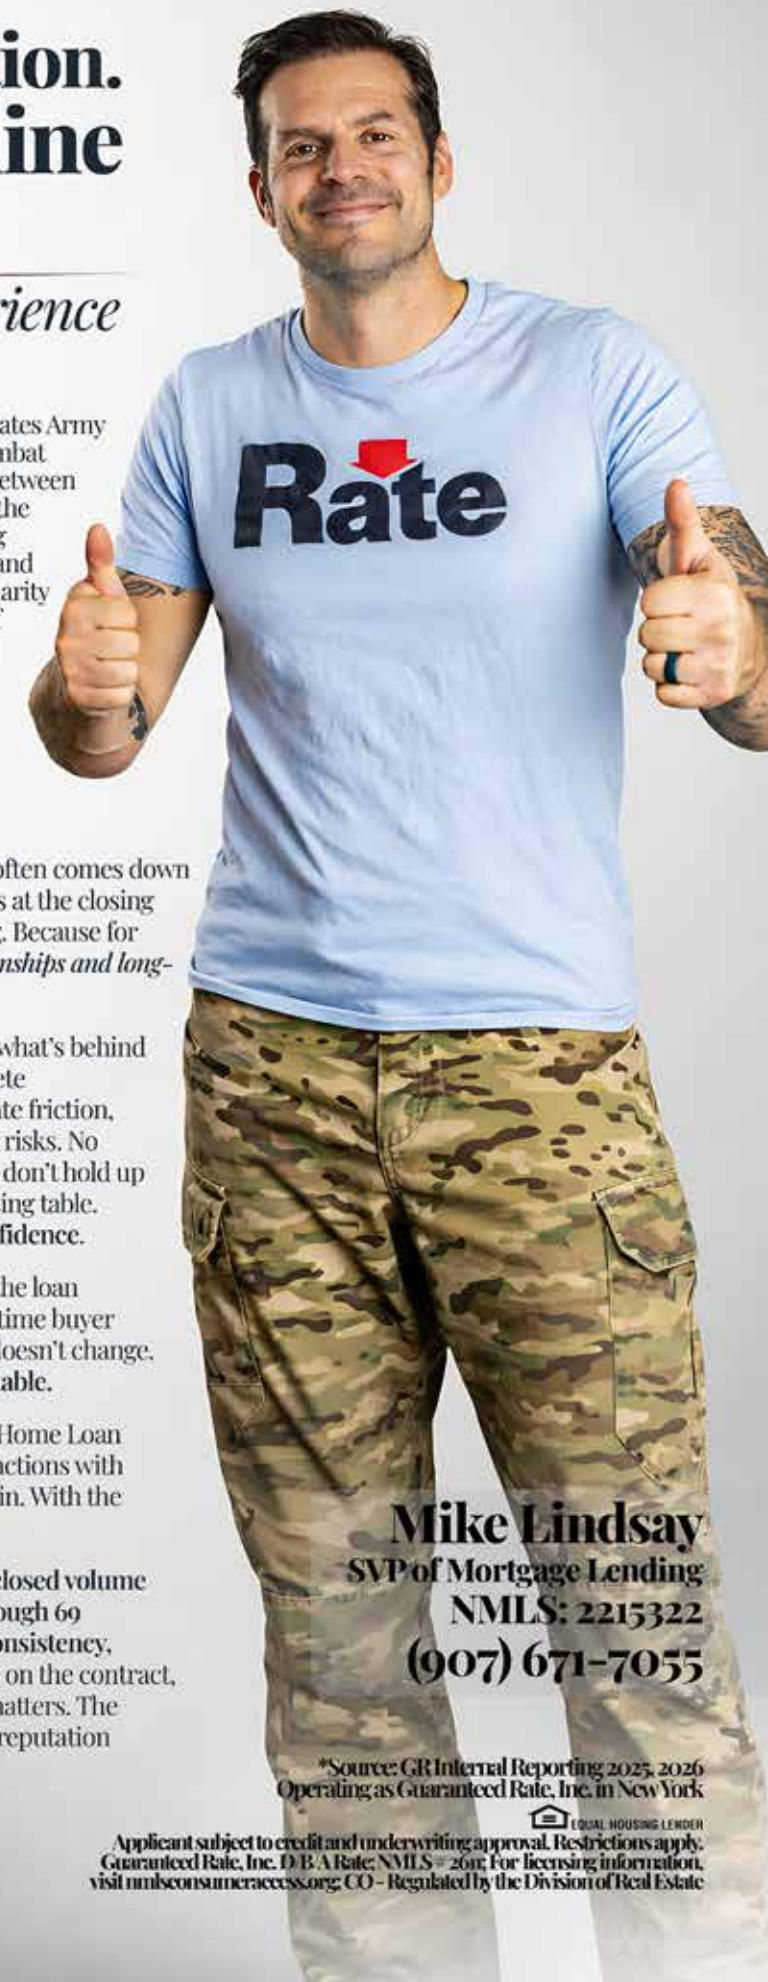 ion.
ine
rience
ates Army
mbat
etween
the
g
and
arity
Rate
often comes down
s at the closing
g. Because for
nships and long-
what's behind
ete
te friction,
risks. No
don't hold up
ing table.
fidence.
he loan
time buyer
doesn't change.
able.
Home Loan
actions with
in. With the
closed volume
ough 69
onsistency,
on the contract,
matters. The
reputation
Mike Lindsay
SVP of Mortgage Lending
NMLS: 2215322
(907) 671-7055
*Source: GR Internal Reporting 2025, 2026
Operating as Guaranteed Rate, Inc. in New York
EQUAL HOUSING LENDER
Applicant subject to credit and underwriting approval. Restrictions apply.
Guaranteed Rate, Inc. D/B/A Rate; NMLS # 2611; For licensing information,
visit nmlsconsumeraccess.org; CO - Regulated by the Division of Real Estate